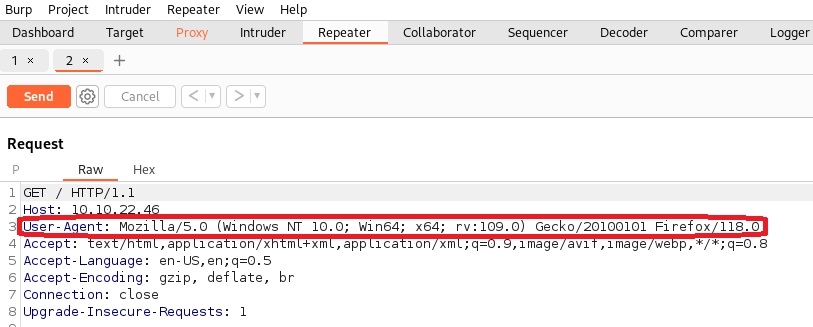 Burp Project Intruder Repeater View Help
Dashboard Target Proxy Intruder Repeater Collaborator Sequencer Decoder Comparer Logger
1 × 2 × +
Send Cancel < ▼ > ▼
Request
P Raw Hex
1 GET / HTTP/1.1
2 Host: 10.10.22.46
3 User-Agent: Mozilla/5.0 (Windows NT 10.0; Win64; x64; rv:109.0) Gecko/20100101 Firefox/118.0
4 Accept: text/html,application/xhtml+xml,application/xml;q=0.9,image/avif,image/webp,*/*;q=0.8
5 Accept-Language: en-US,en;q=0.5
6 Accept-Encoding: gzip, deflate, br
7 Connection: close
8 Upgrade-Insecure-Requests: 1